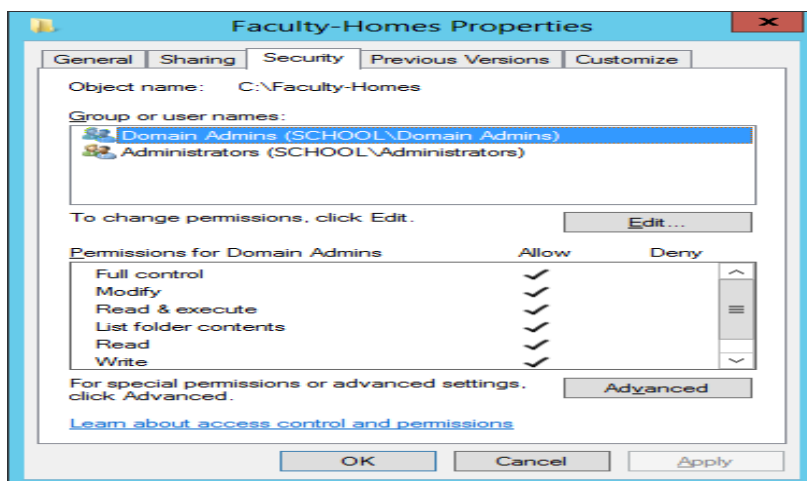 Faculty-Homes Properties
General Sharing Security Previous Versions Customize
Object name: C:\Faculty-Homes
Group or user names:
Domain Admins (SCHOOL\Domain Admins)
Administrators (SCHOOL\Administrators)
To change permissions, click Edit.
Edit...
Permissions for Domain Admins Allow Deny
Full control
Modify
Read & execute
List folder contents
Read
Write
For special permissions or advanced settings,
click Advanced.
Advanced
Learn about access control and permissions
OK Cancel Apply